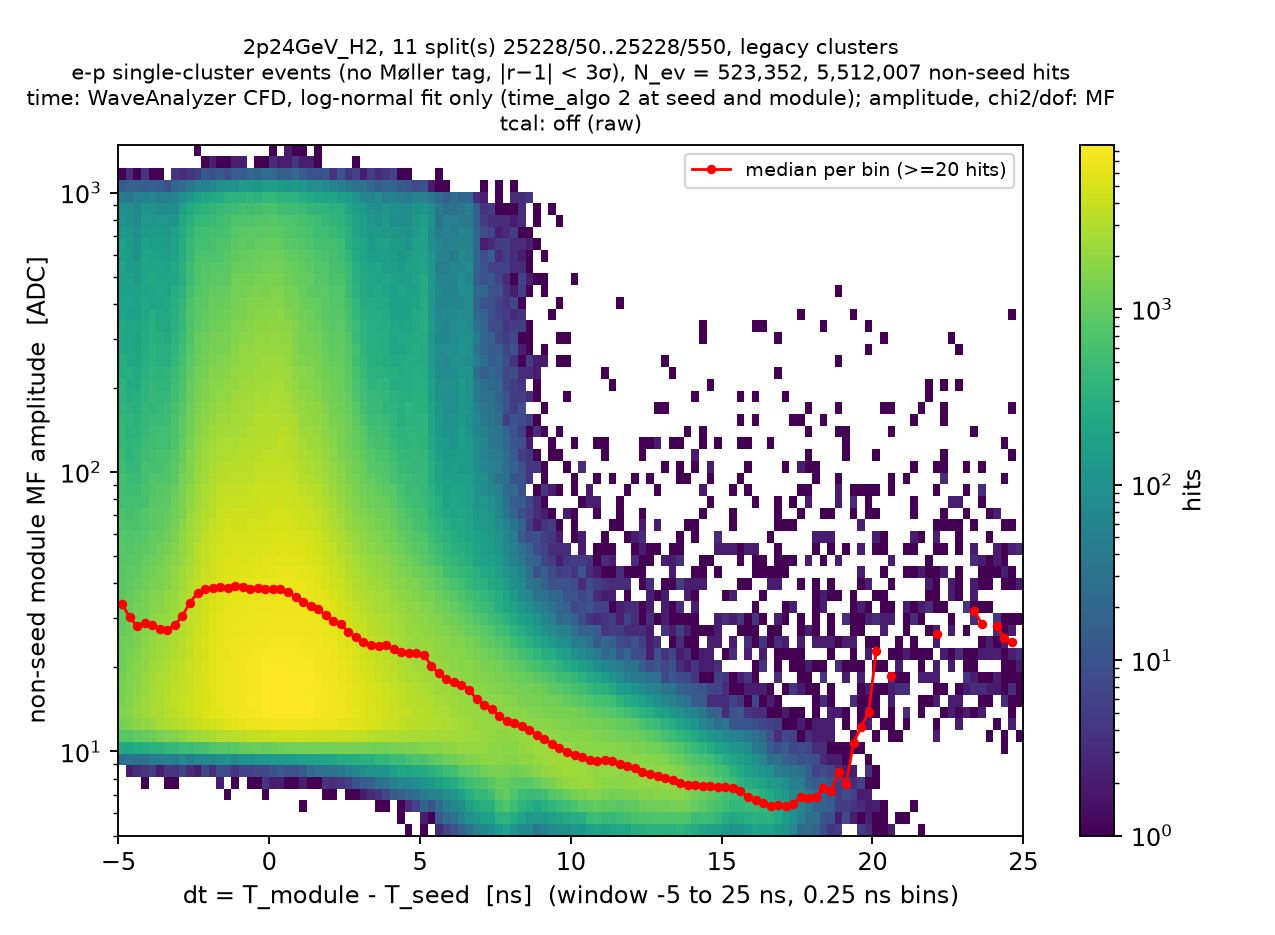 2p24GeV_H2, 11 split(s) 25228/50..25228/550, legacy clusters
e-p single-cluster events (no Møller tag, |r−1| < 3σ), N_ev = 523,352, 5,512,007 non-seed hits
time: WaveAnalyzer CFD, log-normal fit only (time_algo 2 at seed and module); amplitude, chi2/dof: MF
tcal: off (raw)
median per bin (>=20 hits)
non-seed module MF amplitude [ADC]
10³
10²
10¹
−5
0
5
10
15
20
25
dt = T_module - T_seed [ns] (window -5 to 25 ns, 0.25 ns bins)
10³
10²
10¹
10⁰
hits